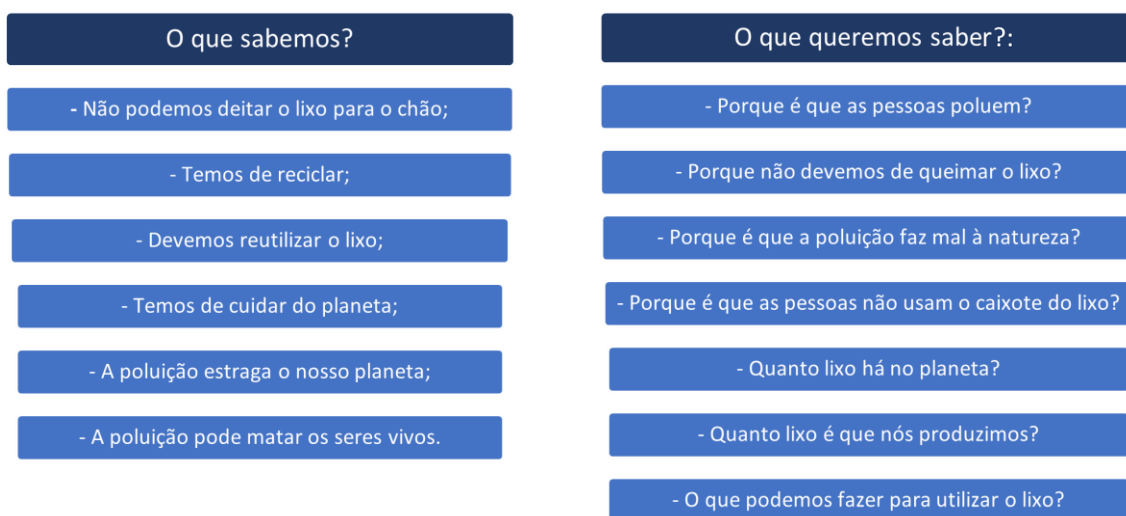 O que sabemos?
- Não podemos deitar o lixo para o chão;
- Temos de reciclar;
- Devemos reutilizar o lixo;
- Temos de cuidar do planeta;
- A poluição estraga o nosso planeta;
- A poluição pode matar os seres vivos.
O que queremos saber?:
- Porque é que as pessoas poluem?
- Porque não devemos de queimar o lixo?
- Porque é que a poluição faz mal à natureza?
- Porque é que as pessoas não usam o caixote do lixo?
- Quanto lixo há no planeta?
- Quanto lixo é que nós produzimos?
- O que podemos fazer para utilizar o lixo?